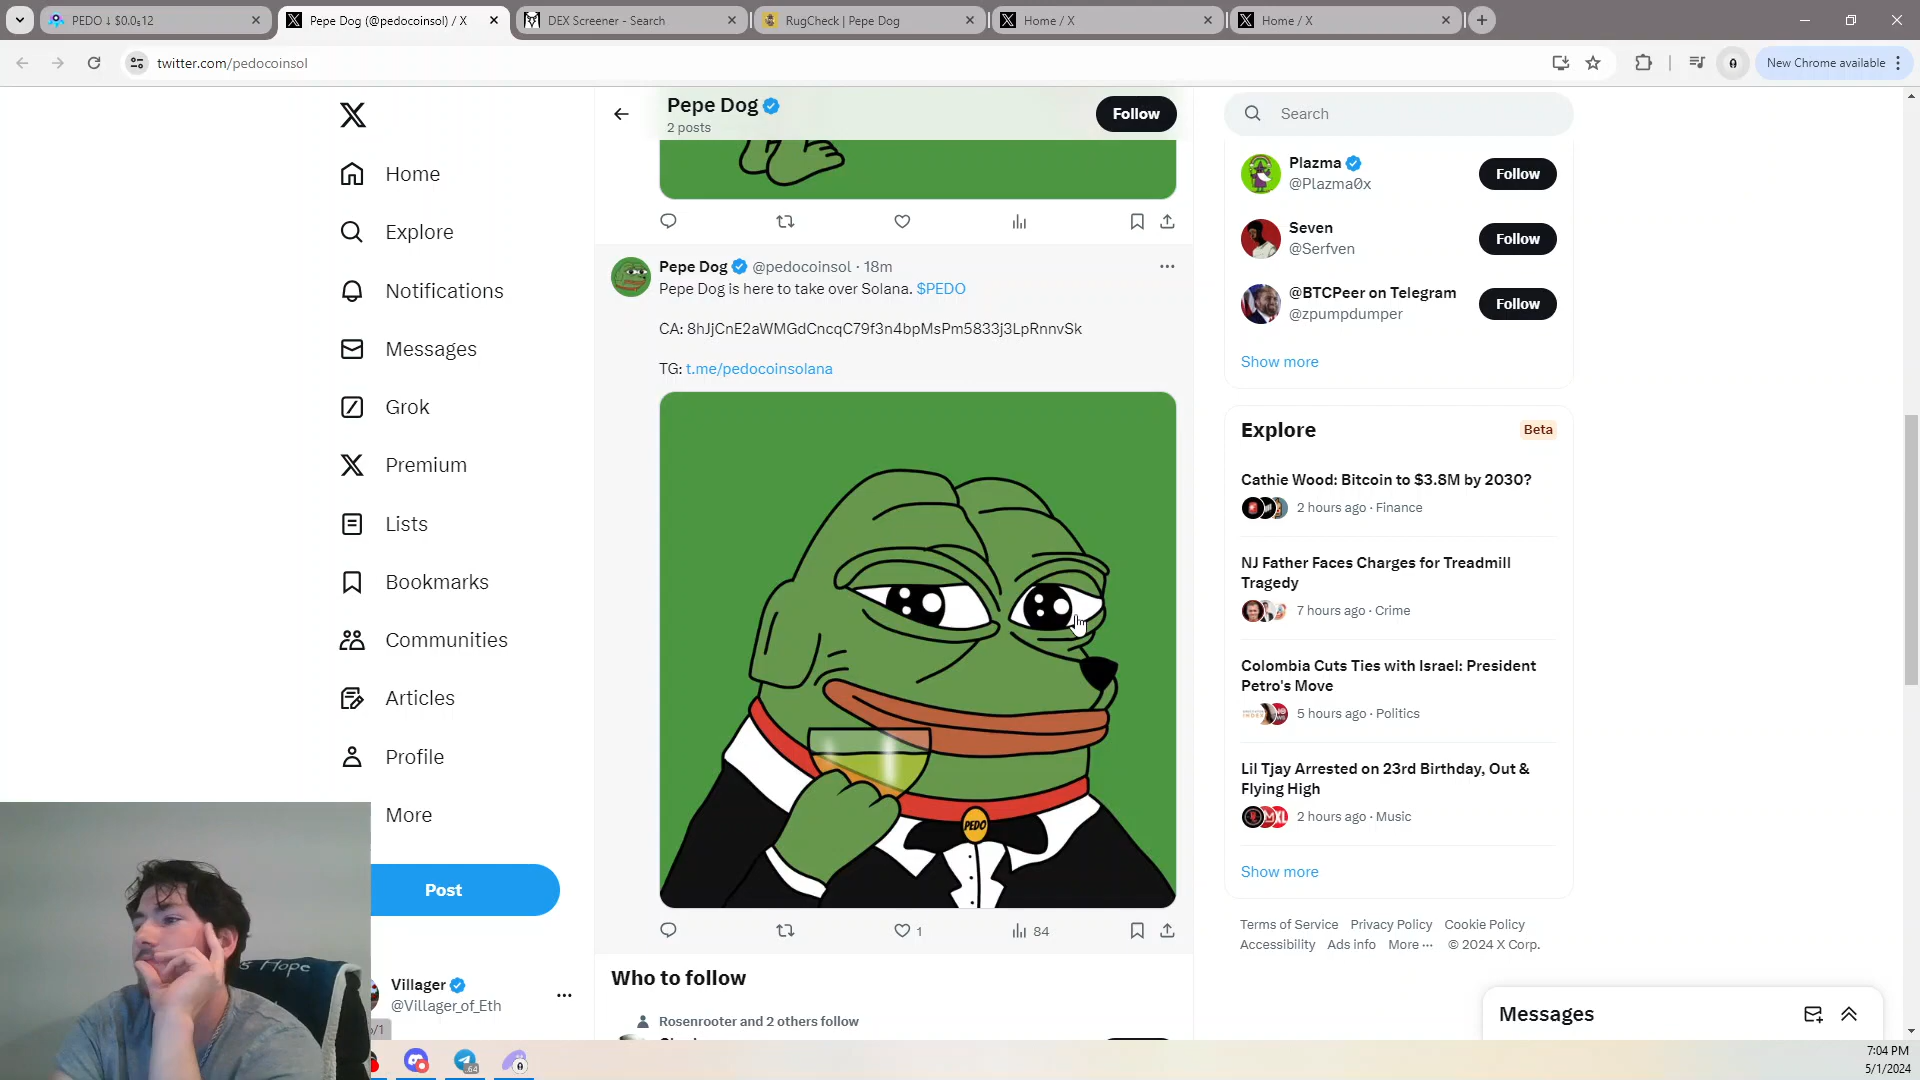 PEDO ↓ $0.0₅12
Pepe Dog (@pedocoinsol) / X
DEX Screener - Search
RugCheck | Pepe Dog
Home / X
Home / X
twitter.com/pedocoinsol
New Chrome available
Home
Explore
Notifications
Messages
Grok
Premium
Lists
Bookmarks
Communities
Articles
Profile
More
Post
Villager
@Villager_of_Eth
Pepe Dog
2 posts
Follow
Pepe Dog @pedocoinsol · 18m
Pepe Dog is here to take over Solana. $PEDO
CA: 8hJjCnE2aWMGdCncqC79f3n4bpMsPm5833j3LpRnnvSk
TG: t.me/pedocoinsolana
PEDO
1
84
Who to follow
Rosenrooter and 2 others follow
Search
Plazma
@Plazma0x
Follow
Seven
@Serfven
Follow
@BTCPeer on Telegram
@zpumpdumper
Follow
Show more
Explore
Beta
Cathie Wood: Bitcoin to $3.8M by 2030?
2 hours ago · Finance
NJ Father Faces Charges for Treadmill
Tragedy
7 hours ago · Crime
Colombia Cuts Ties with Israel: President
Petro's Move
5 hours ago · Politics
Lil Tjay Arrested on 23rd Birthday, Out &
Flying High
2 hours ago · Music
Show more
Terms of Service Privacy Policy Cookie Policy
Accessibility Ads info More ··· © 2024 X Corp.
Messages
64
7:04 PM
5/1/2024